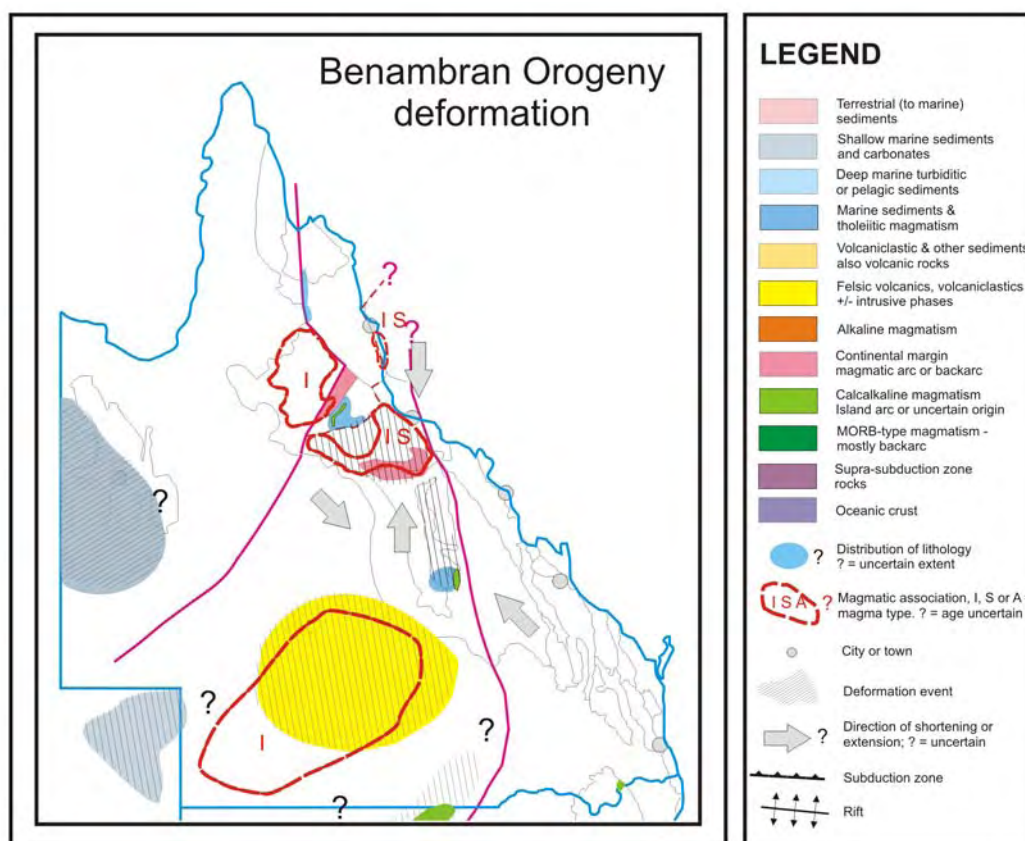 Benambran Orogeny
deformation
?
I S
?
I
I S
?
?
I
?
?
LEGEND
Terrestrial (to marine)
sediments
Shallow marine sediments
and carbonates
Deep marine turbiditic
or pelagic sediments
Marine sediments &
tholeiitic magmatism
Volcaniclastic & other sediments
also volcanic rocks
Felsic volcanics, volcaniclastics
+/- intrusive phases
Alkaline magmatism
Continental margin
magmatic arc or backarc
Calcalkaline magmatism
Island arc or uncertain origin
MORB-type magmatism -
mostly backarc
Supra-subduction zone
rocks
Oceanic crust
? Distribution of lithology
? = uncertain extent
I S A ? Magmatic association, I, S or A
magma type. ? = age uncertain
City or town
Deformation event
? Direction of shortening or
extension; ? = uncertain
Subduction zone
Rift